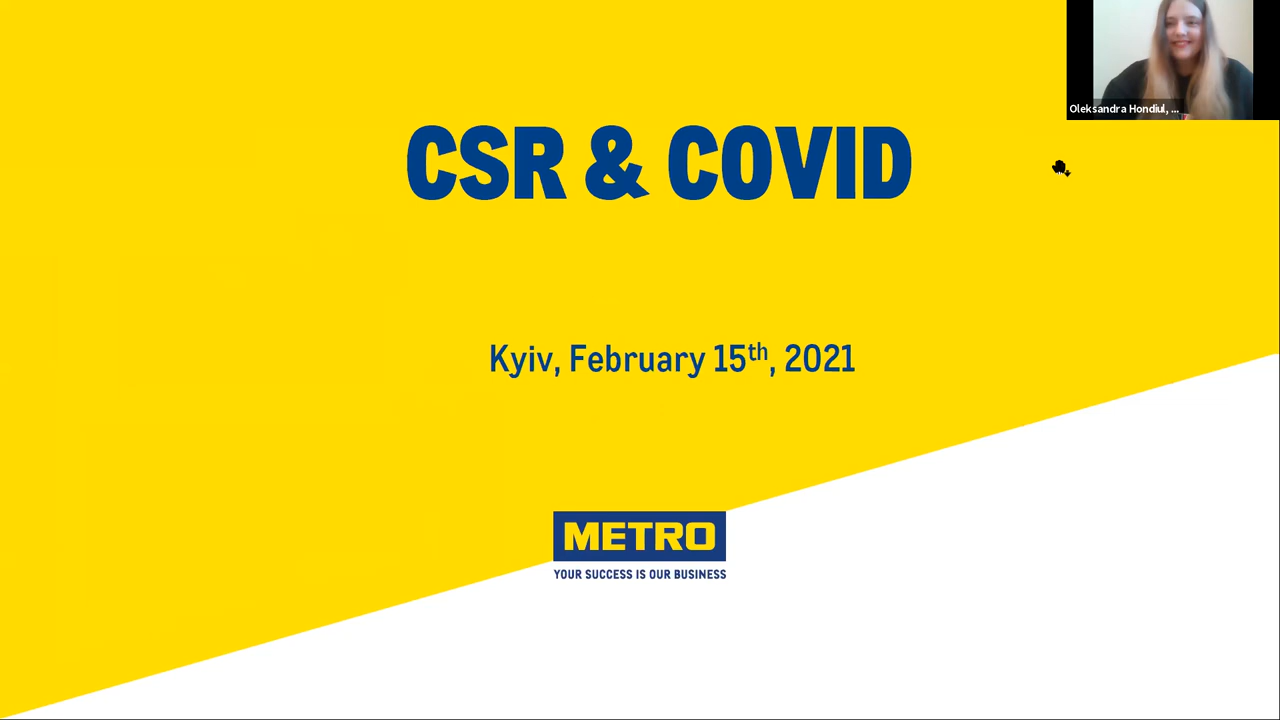 Oleksandra Hondiul, ...
CSR & COVID
Kyiv, February 15th, 2021
METRO
YOUR SUCCESS IS OUR BUSINESS